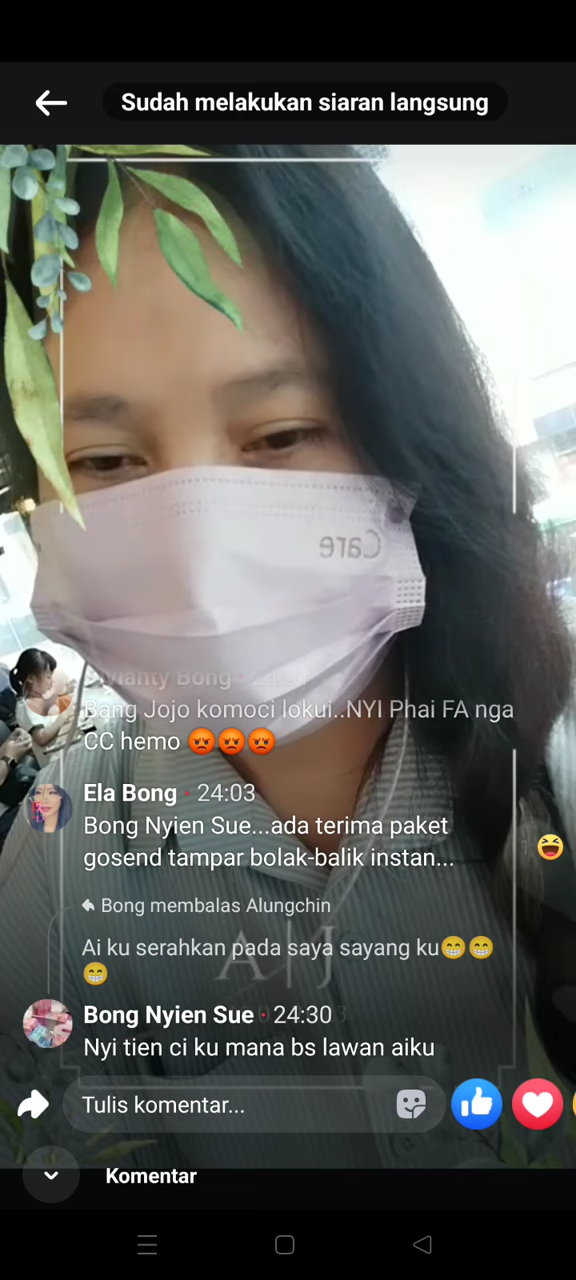 Sudah melakukan siaran langsung
Care
Bong
Bang Jojo komoci lokui..NYI Phai FA nga
CC hemo 😡😡😡
Ela Bong • 24:03
Bong Nyien Sue...ada terima paket
gosend tampar bolak-balik instan...
Bong membalas Alungchin
Ai ku serahkan pada saya sayang ku😁😁
😁
A|J
Bong Nyien Sue • 24:30
Nyi tien ci ku mana bs lawan aiku
Tulis komentar...
Komentar